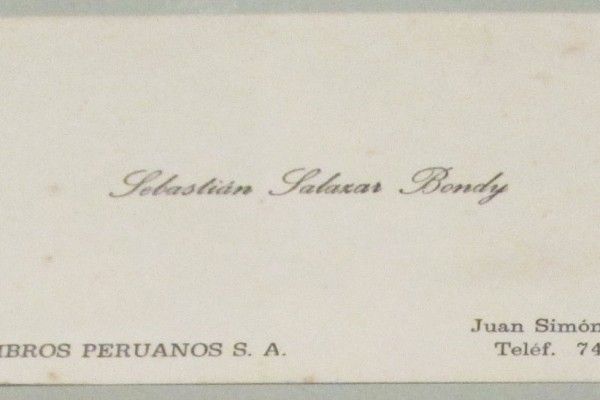 Sebastián Salazar Bondy
Juan Simón
IBROS PERUANOS S. A.
Teléf. 74